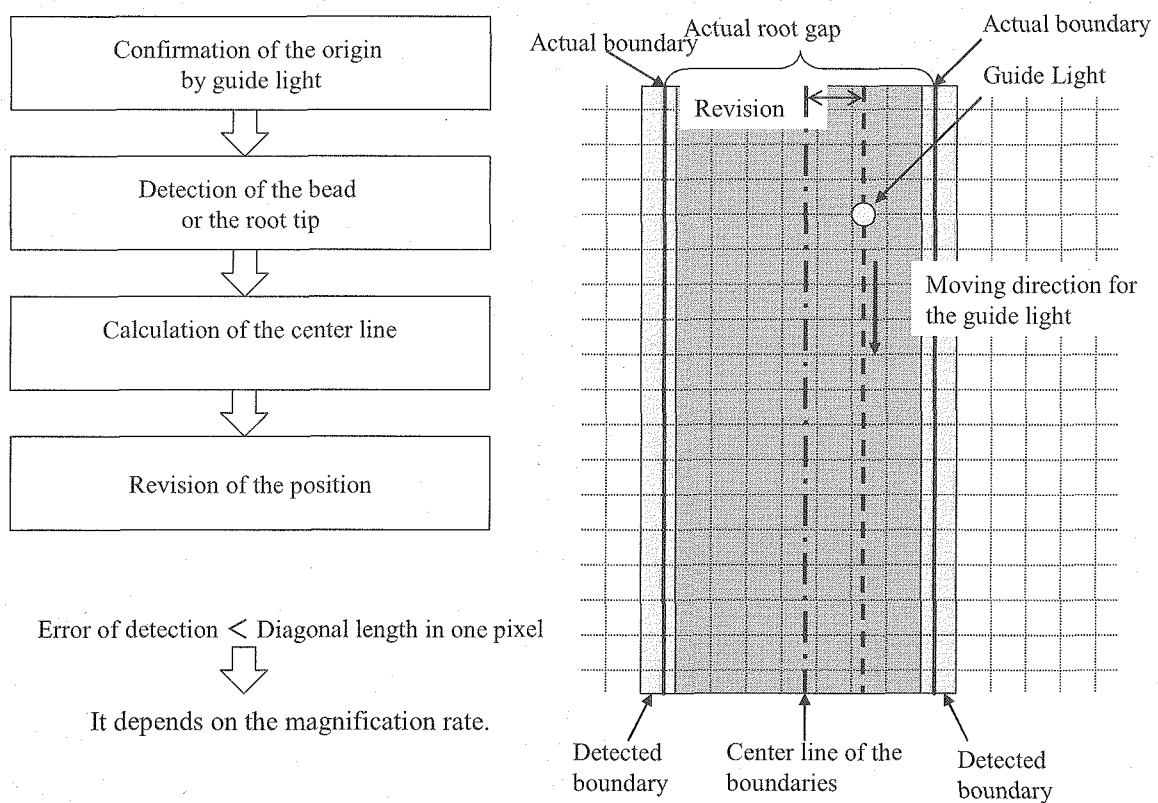 Confirmation of the origin
by guide light
Detection of the bead
or the root tip
Calculation of the center line
Revision of the position
Error of detection < Diagonal length in one pixel
It depends on the magnification rate.
Actual boundary
Actual root gap
Actual boundary
Guide Light
Revision
Moving direction for
the guide light
Detected
boundary
Center line of the
boundaries
Detected
boundary